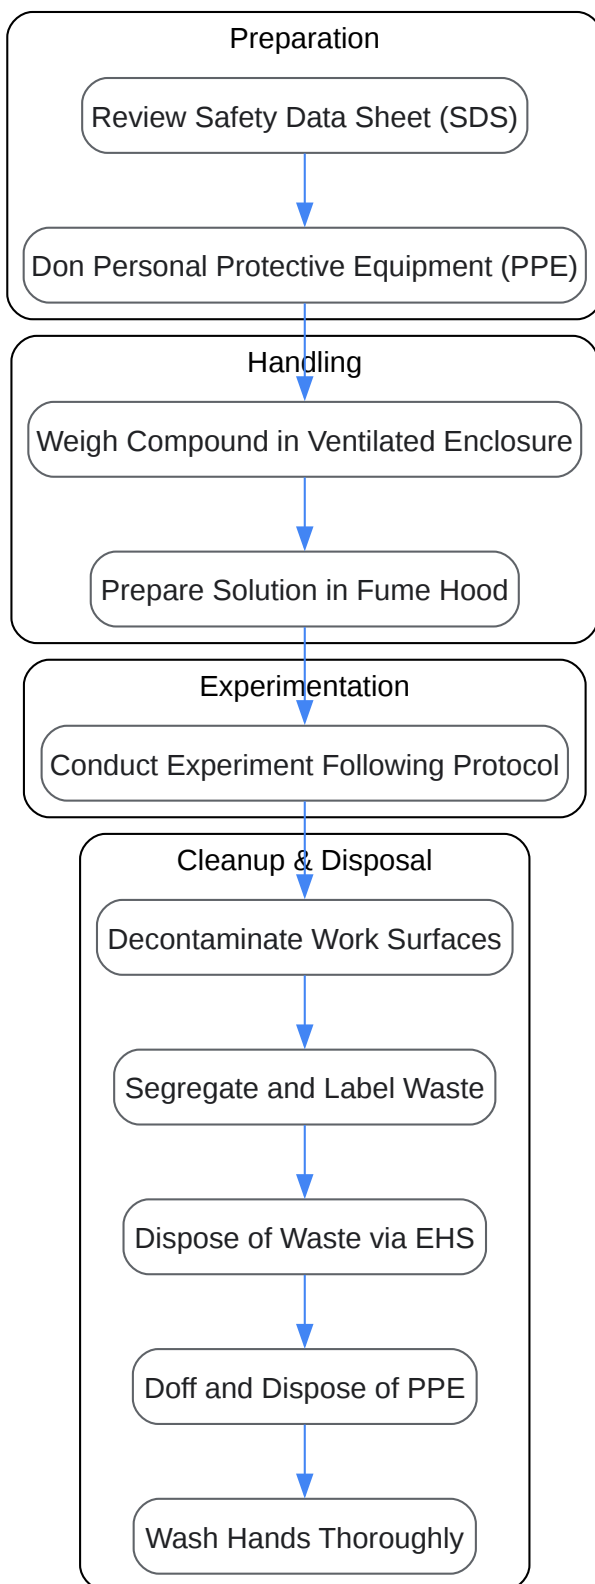 Preparation
Review Safety Data Sheet (SDS)
Don Personal Protective Equipment (PPE)
Handling
Weigh Compound in Ventilated Enclosure
Prepare Solution in Fume Hood
Experimentation
Conduct Experiment Following Protocol
Cleanup & Disposal
Decontaminate Work Surfaces
Segregate and Label Waste
Dispose of Waste via EHS
Doff and Dispose of PPE
Wash Hands Thoroughly